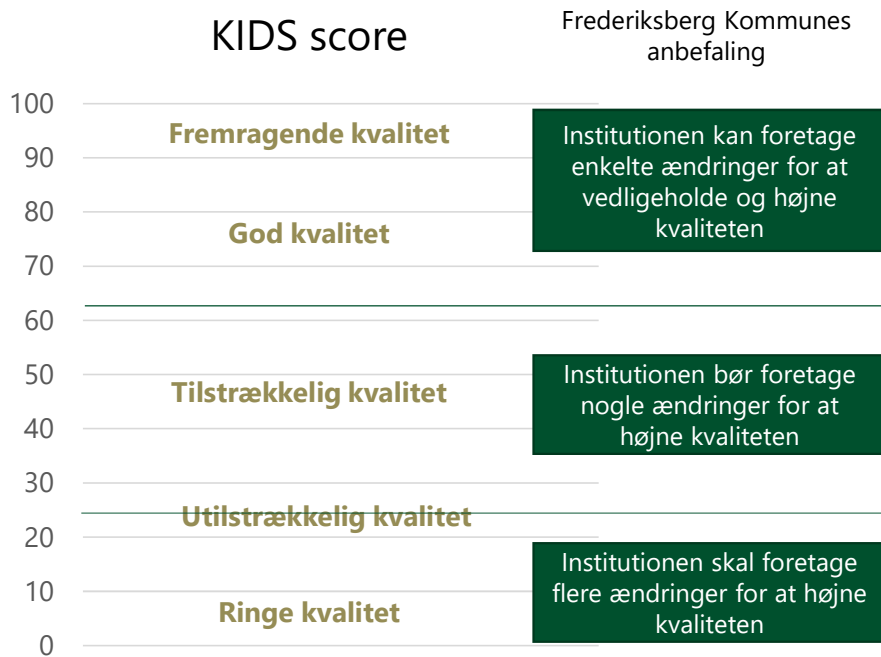 KIDS score
Frederiksberg Kommunes
anbefaling
100
Fremragende kvalitet
90
80
God kvalitet
70
60
50
Tilstrækkelig kvalitet
40
30
Utilstrækkelig kvalitet
20
10
Ringe kvalitet
0
Institutionen kan foretage
enkelte ændringer for at
vedligeholde og højne
kvaliteten
Institutionen bør foretage
nogle ændringer for at
højne kvaliteten
Institutionen skal foretage
flere ændringer for at højne
kvaliteten